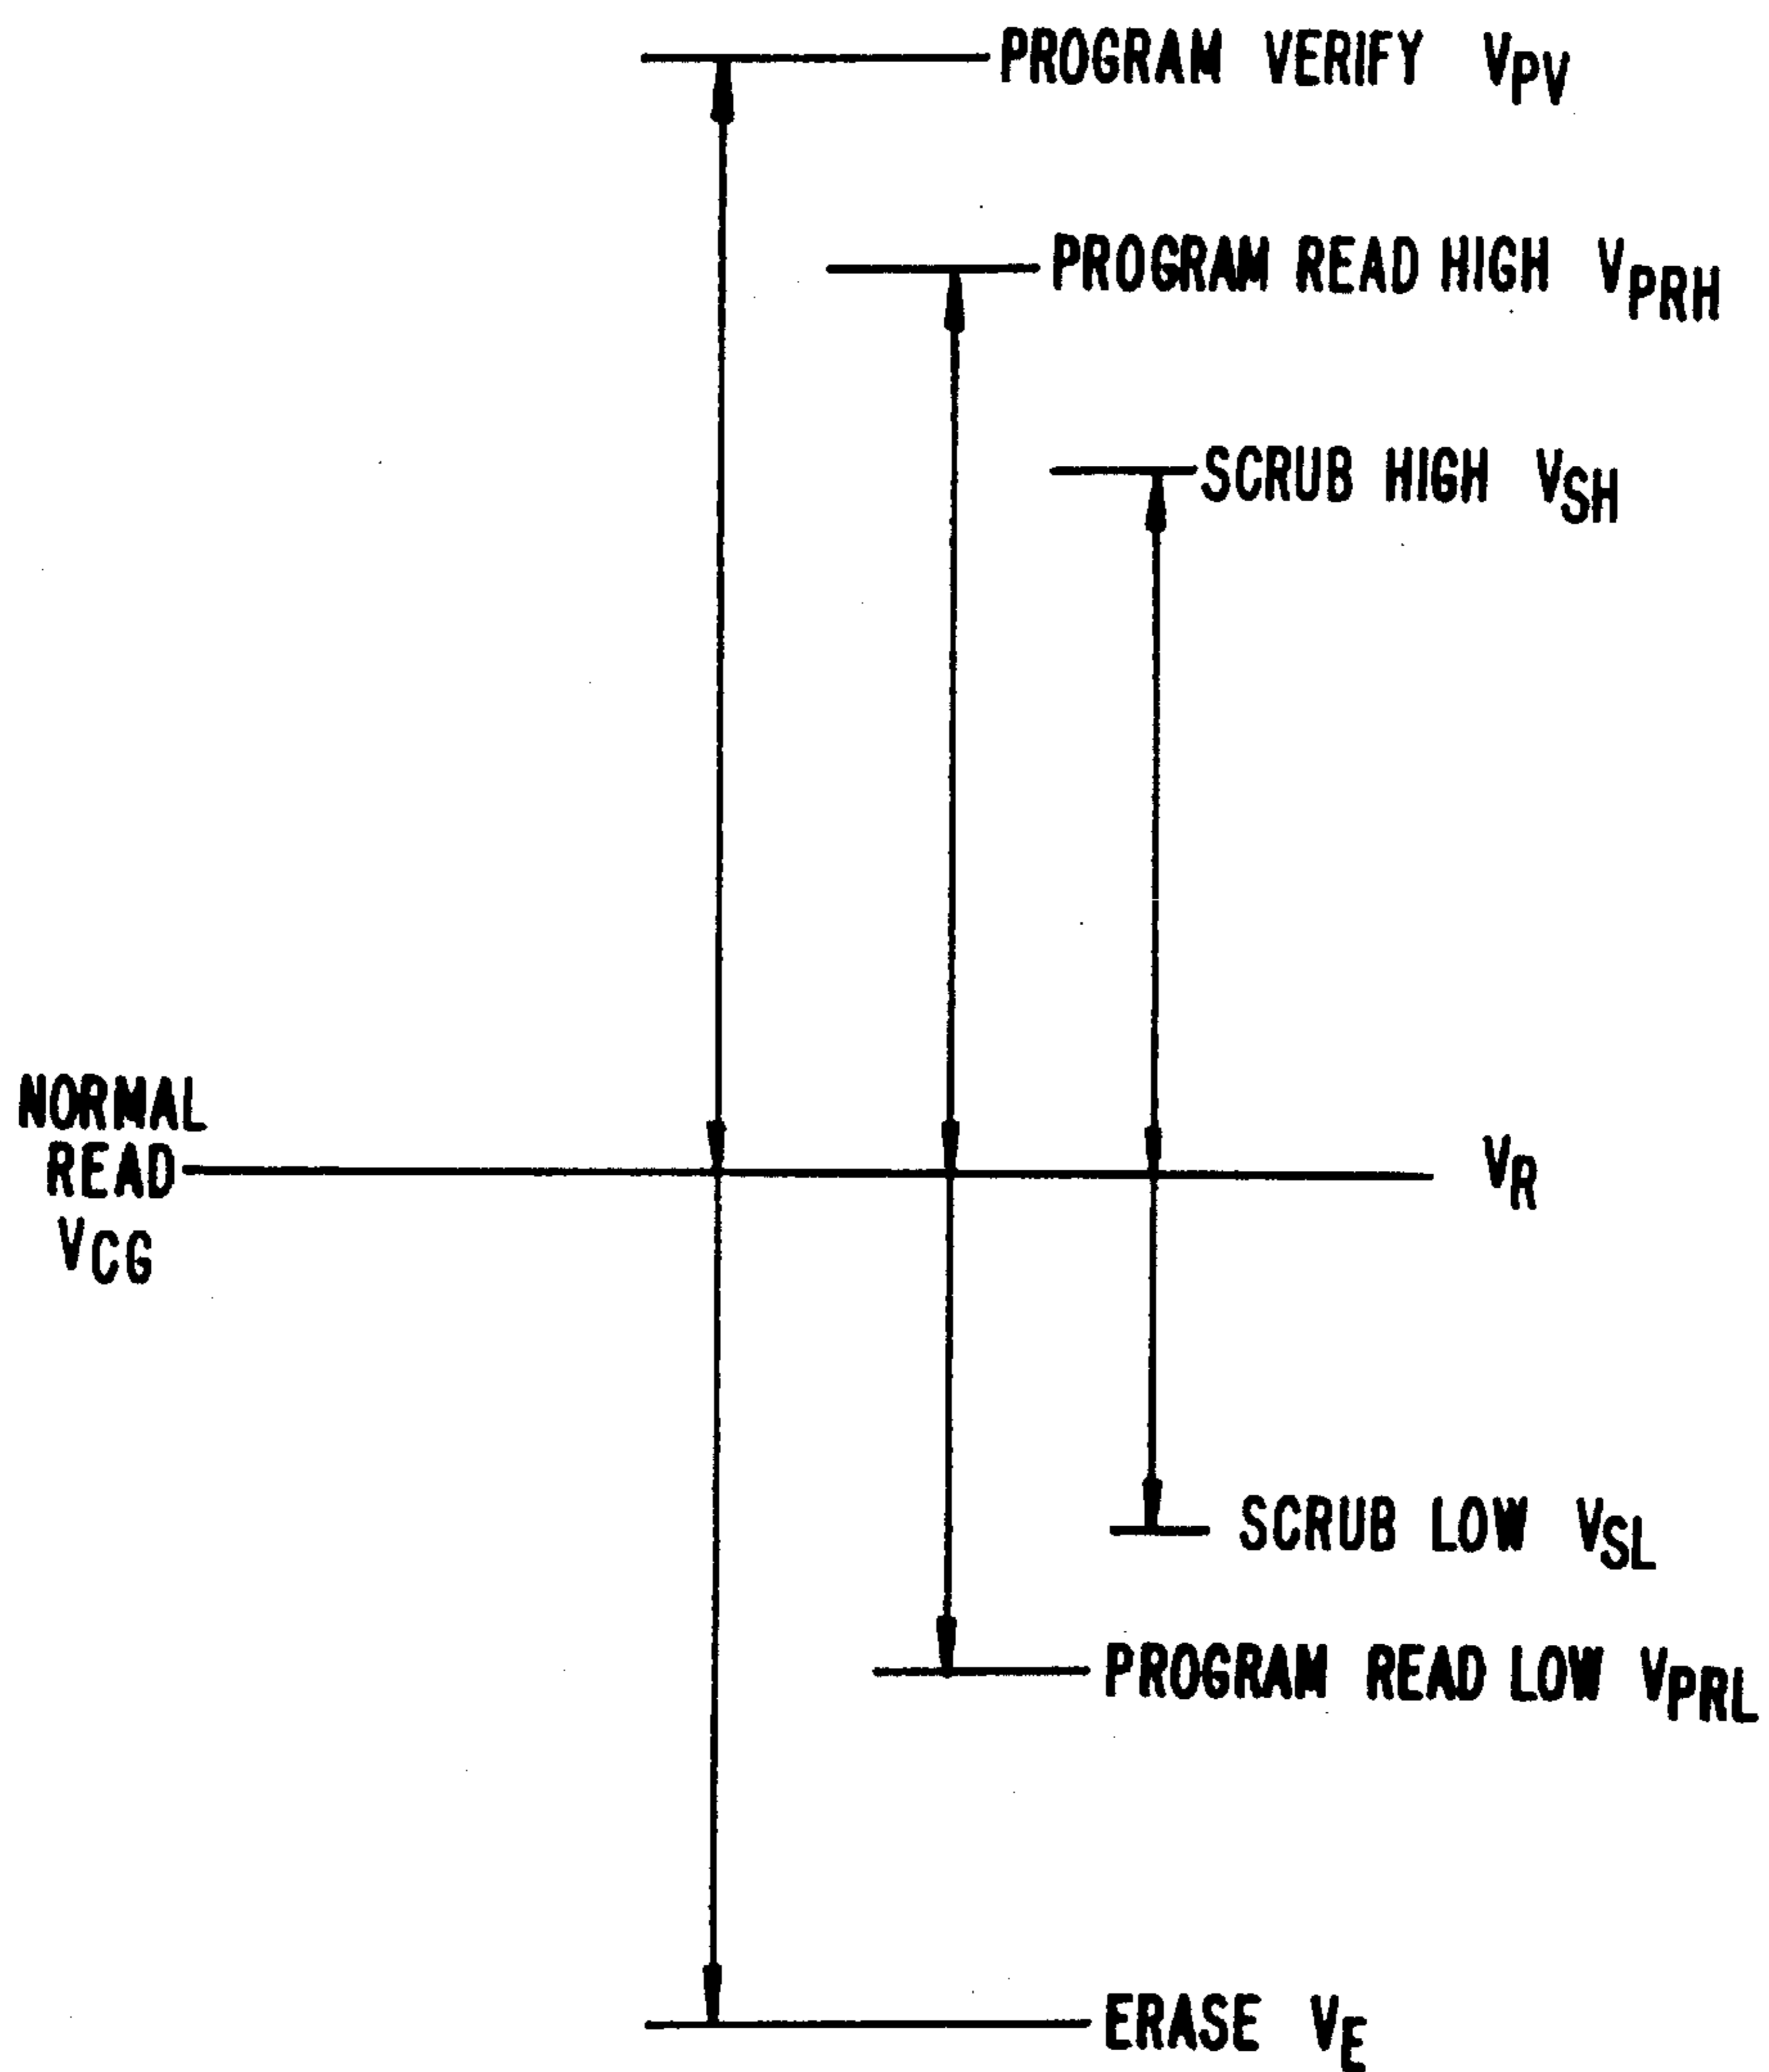 PROGRAM VERIFY VPV
PROGRAM READ HIGH VPRH
SCRUB HIGH VSH
NORMAL
READ
VCG
VR
SCRUB LOW VSL
PROGRAM READ LOW VPRL
ERASE VE